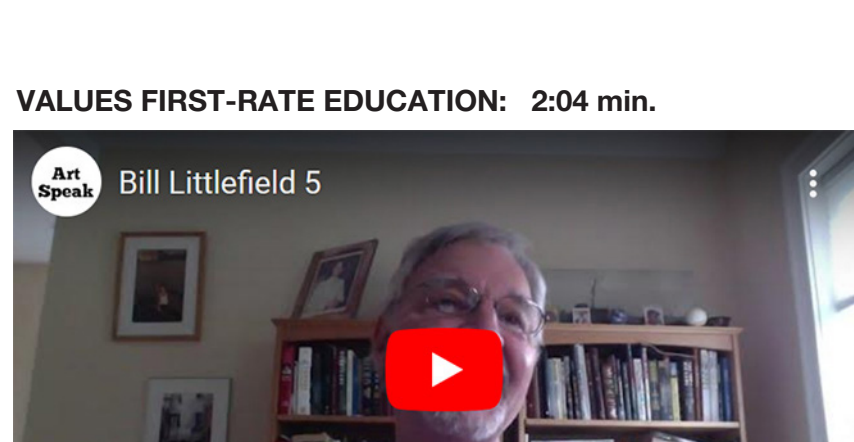 VALUES FIRST-RATE EDUCATION: 2:04 min.
Art
Speak
Bill Littlefield 5